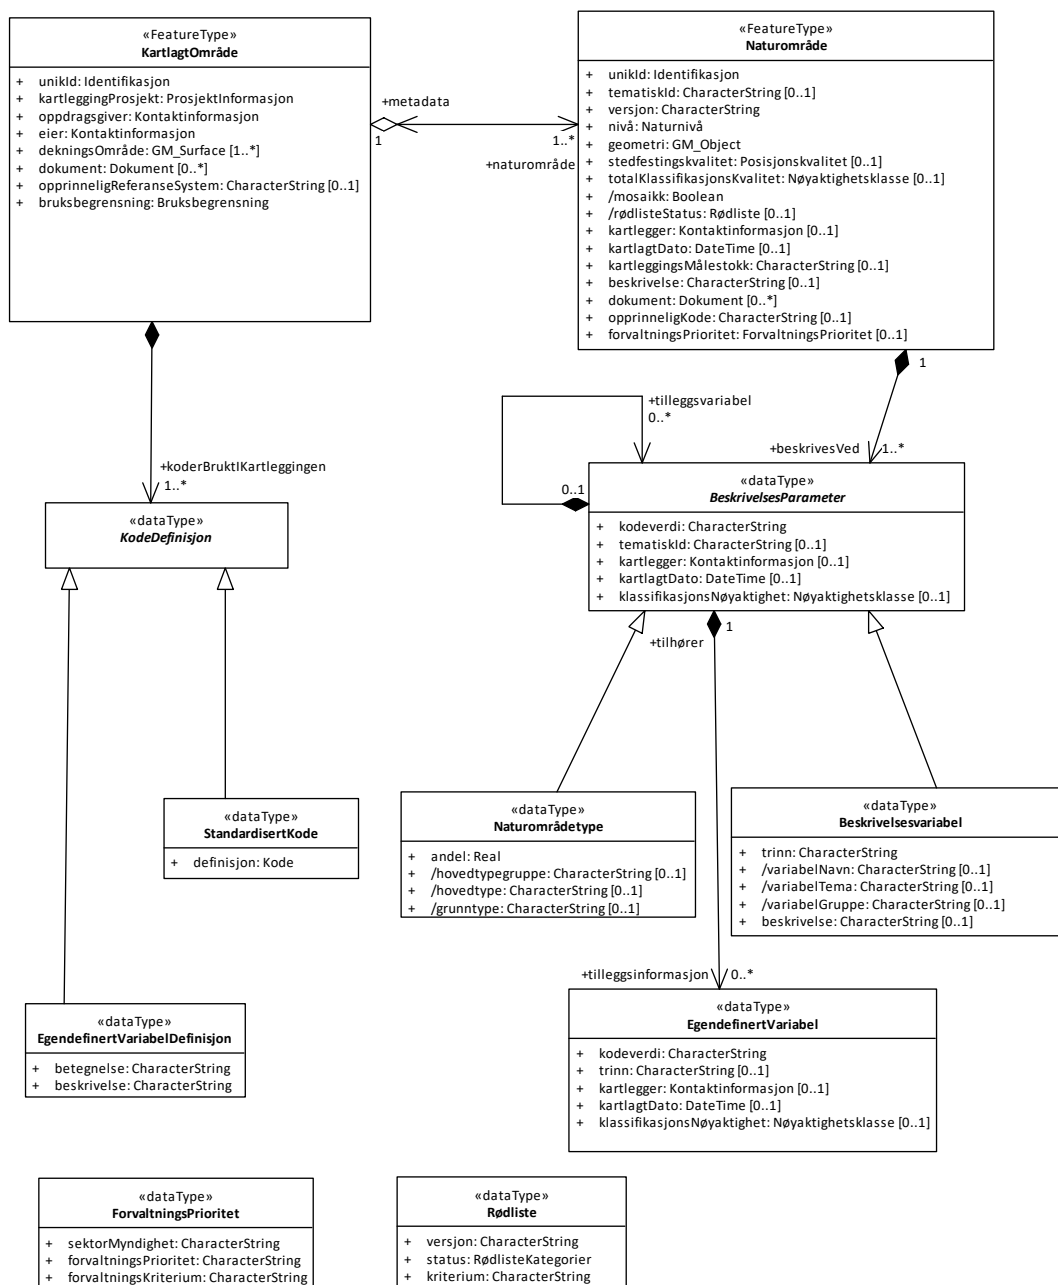 «FeatureType»
KartlagtOmråde
+ unikId: Identifikasjon
+ kartleggingProsjekt: ProsjektInformasjon
+ oppdragsgiver: Kontaktinformasjon
+ eier: Kontaktinformasjon
+ dekningsOmråde: GM_Surface [1..*]
+ dokument: Dokument [0..*]
+ opprinneligReferanseSystem: CharacterString [0..1]
+ bruksbegrensning: Bruksbegrensning
+metadata
1
1..*
+naturområde
«FeatureType»
Naturområde
+ unikId: Identifikasjon
+ tematiskId: CharacterString [0..1]
+ versjon: CharacterString
+ nivå: Naturnivå
+ geometri: GM_Object
+ stedfestingskvalitet: Posisjonskvalitet [0..1]
+ totalKlassifikasjonsKvalitet: Nøyaktighetsklasse [0..1]
+ /mosaikk: Boolean
+ /rødlisteStatus: Rødliste [0..1]
+ kartlegger: Kontaktinformasjon [0..1]
+ kartlagtDato: DateTime [0..1]
+ kartleggingsMålestokk: CharacterString [0..1]
+ beskrivelse: CharacterString [0..1]
+ dokument: Dokument [0..*]
+ opprinneligKode: CharacterString [0..1]
+ forvaltningsPrioritet: ForvaltningsPrioritet [0..1]
1
+tilleggsvariabel
0..*
+beskrivesVed
1..*
0..1
+koderBruktIKartleggingen
1..*
«dataType»
KodeDefinisjon
«dataType»
BeskrivelsesParameter
+ kodeverdi: CharacterString
+ tematiskId: CharacterString [0..1]
+ kartlegger: Kontaktinformasjon [0..1]
+ kartlagtDato: DateTime [0..1]
+ klassifikasjonsNøyaktighet: Nøyaktighetsklasse [0..1]
+tilhører
1
«dataType»
StandardisertKode
+ definisjon: Kode
«dataType»
Naturområdetype
+ andel: Real
+ /hovedtypegruppe: CharacterString [0..1]
+ /hovedtype: CharacterString [0..1]
+ /grunntype: CharacterString [0..1]
«dataType»
Beskrivelsesvariabel
+ trinn: CharacterString
+ /variabelNavn: CharacterString [0..1]
+ /variabelTema: CharacterString [0..1]
+ /variabelGruppe: CharacterString [0..1]
+ beskrivelse: CharacterString [0..1]
+tilleggsinformasjon
0..*
«dataType»
EgendefinertVariabelDefinisjon
+ betegnelse: CharacterString
+ beskrivelse: CharacterString
«dataType»
EgendefinertVariabel
+ kodeverdi: CharacterString
+ trinn: CharacterString [0..1]
+ kartlegger: Kontaktinformasjon [0..1]
+ kartlagtDato: DateTime [0..1]
+ klassifikasjonsNøyaktighet: Nøyaktighetsklasse [0..1]
«dataType»
ForvaltningsPrioritet
+ sektorMyndighet: CharacterString
+ forvaltningsPrioritet: CharacterString
+ forvaltningsKriterium: CharacterString
«dataType»
Rødliste
+ versjon: CharacterString
+ status: RødlisteKategorier
+ kriterium: CharacterString